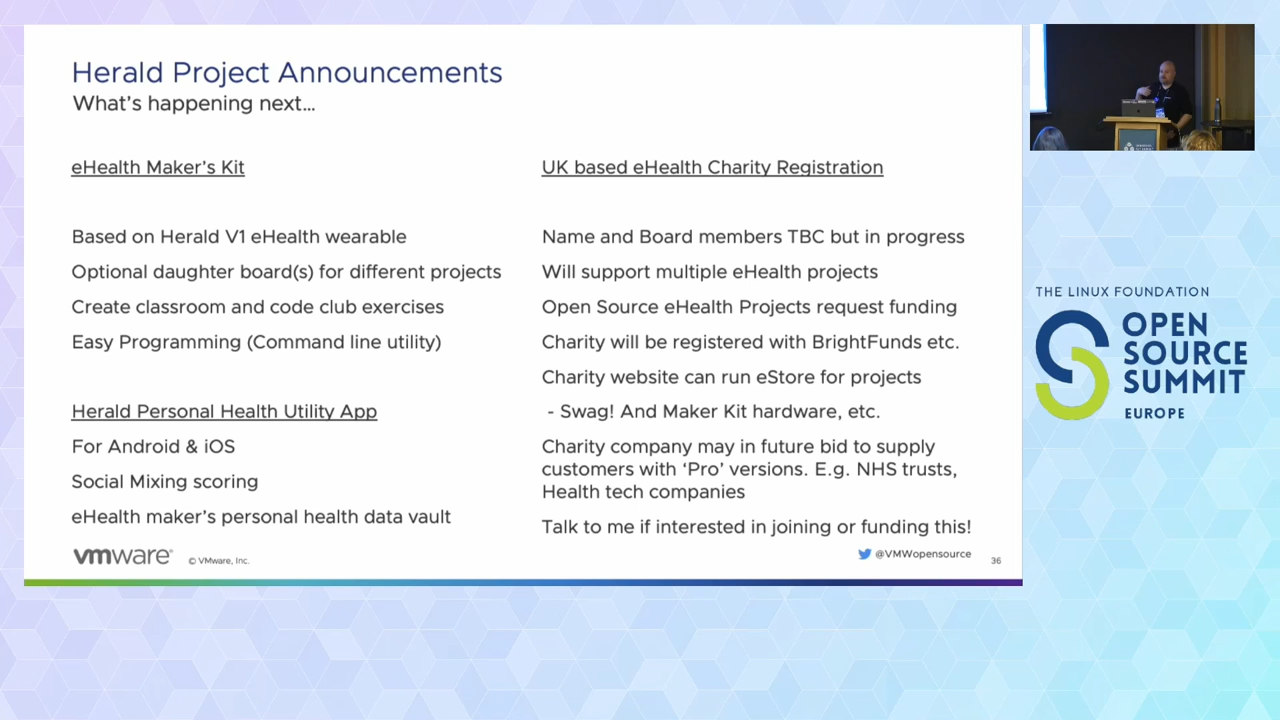 Herald Project Announcements
What's happening next...
eHealth Maker's Kit
Based on Herald V1 eHealth wearable
Optional daughter board(s) for different projects
Create classroom and code club exercises
Easy Programming (Command line utility)
Herald Personal Health Utility App
For Android & iOS
Social Mixing scoring
eHealth maker's personal health data vault
UK based eHealth Charity Registration
Name and Board members TBC but in progress
Will support multiple eHealth projects
Open Source eHealth Projects request funding
Charity will be registered with BrightFunds etc.
Charity website can run eStore for projects
- Swag! And Maker Kit hardware, etc.
Charity company may in future bid to supply
customers with 'Pro' versions. E.g. NHS trusts,
Health tech companies
Talk to me if interested in joining or funding this!
vmware®
© VMware, Inc.
@VMWopensource
36
THE LINUX FOUNDATION
OPEN
SOURCE
SUMMIT
EUROPE